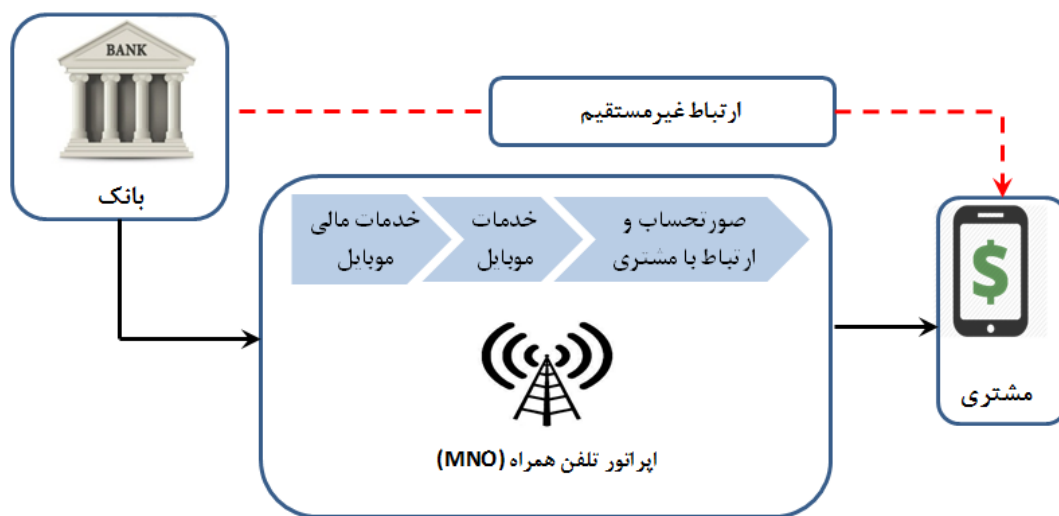 BANK
بانک
ارتباط غیرمستقیم
خدمات مالی
موبایل
خدمات
موبایل
صورتحساب و
ارتباط با مشتری
$
مشتری
اپراتور تلفن همراه (MNO)